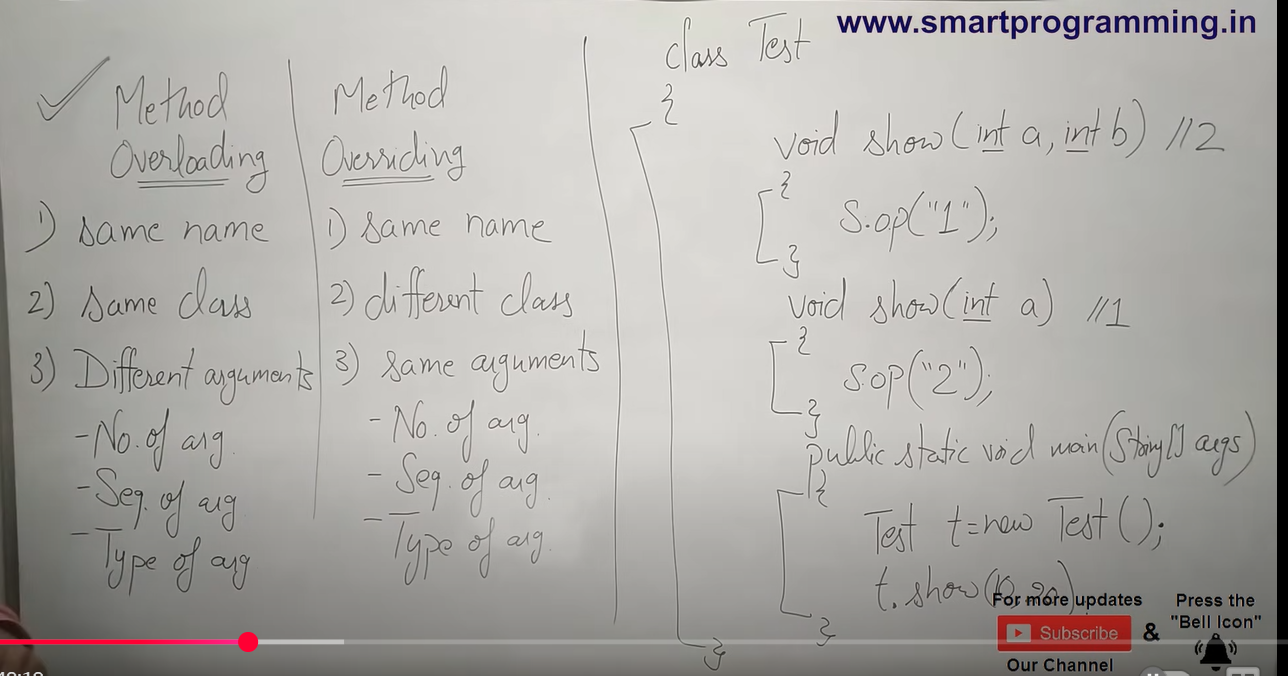 www.smartprogramming.in
Method
Overloading
1) same name
2) same class
3) Different arguments
- No. of arg
- Seq. of arg
- Type of arg
Method
Overriding
1) same name
2) different class
3) same arguments
- No. of arg.
- Seq. of arg.
- Type of arg.
class Test
{
void show(int a, int b) //2
{
S.op("1");
}
void show(int a) //1
{
S.op("2");
}
public static void main(String[] args)
{
Test t=new Test();
t.show(10,20)
}
}
For more updates
Subscribe
Our Channel
&
Press the
"Bell Icon"